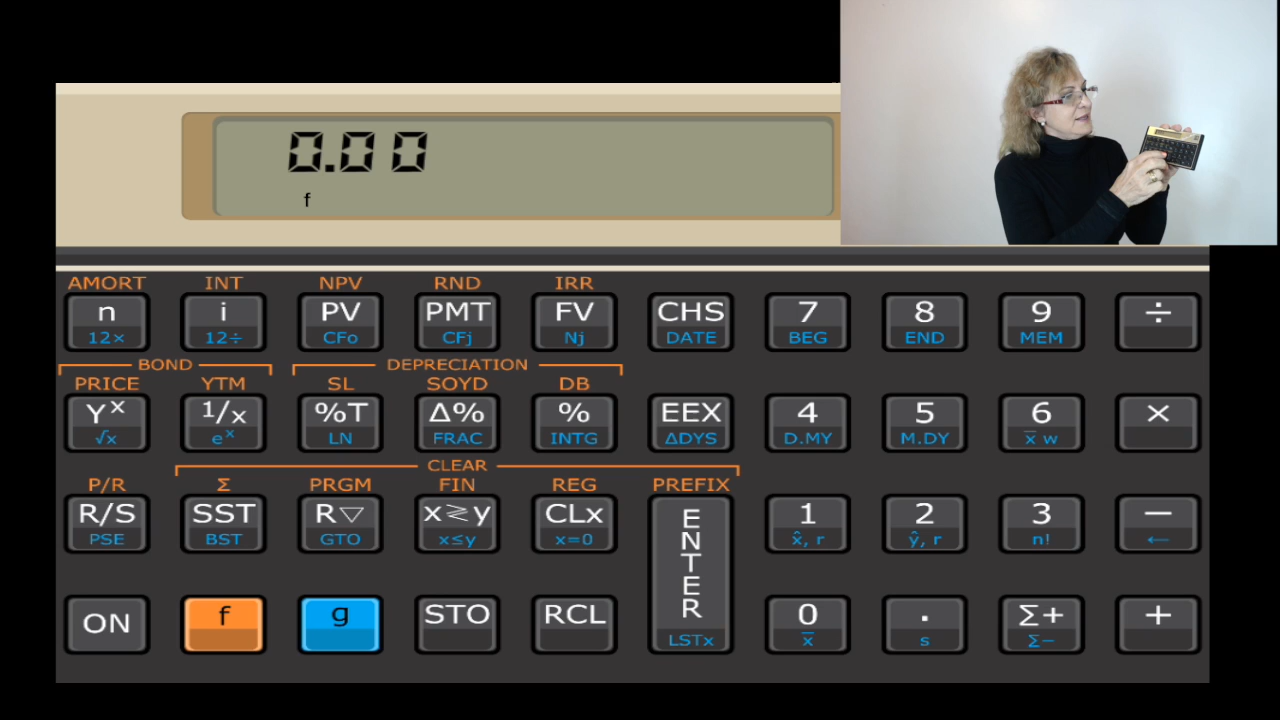 0.00
f
AMORT INT NPV RND IRR
n i PV PMT FV CHS 7 8 9 ÷
12× 12÷ CFo CFj Nj DATE BEG END MEM
BOND DEPRECIATION
PRICE YTM SL SOYD DB
Yˣ 1/x %T Δ% % EEX 4 5 6 ×
√x eˣ LN FRAC INTG ΔDYS D.MY M.DY x̅ w
CLEAR
P/R Σ PRGM FIN REG PREFIX
R/S SST R▽ x≷y CLx ENTER 1 2 3 −
PSE BST GTO x≤y x=0 x̂, r ŷ, r n! ←
ON f g STO RCL 0 . Σ+ +
LSTx x̅ s Σ−